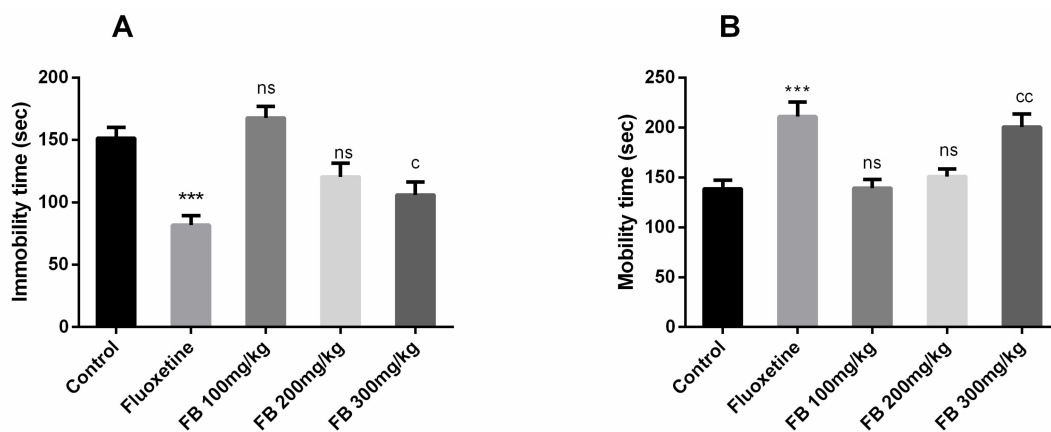 A
Immobility time (sec)
200
150
100
50
0
***
ns
ns
c
Control
Fluoxetine
FB 100mg/kg
FB 200mg/kg
FB 300mg/kg
B
Mobility time (sec)
250
200
150
100
50
0
***
ns
ns
cc
Control
Fluoxetine
FB 100mg/kg
FB 200mg/kg
FB 300mg/kg